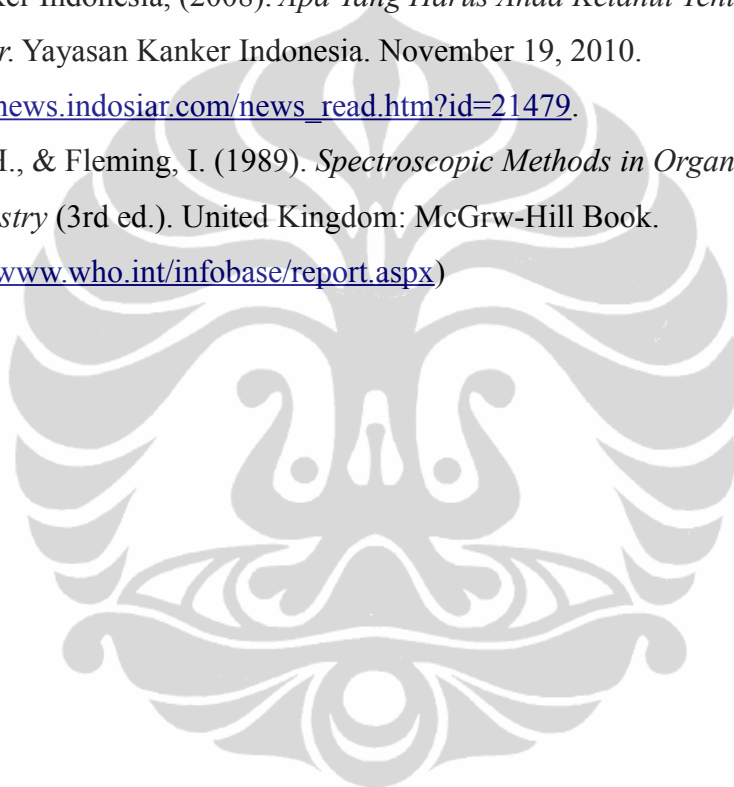 ker Indonesia, (2008). Apa Yang Harus Anda Ketahui Tent
r. Yayasan Kanker Indonesia. November 19, 2010.
news.indosiar.com/news_read.htm?id=21479.
H., & Fleming, I. (1989). Spectroscopic Methods in Organ
stry (3rd ed.). United Kingdom: McGrw-Hill Book.
www.who.int/infobase/report.aspx)